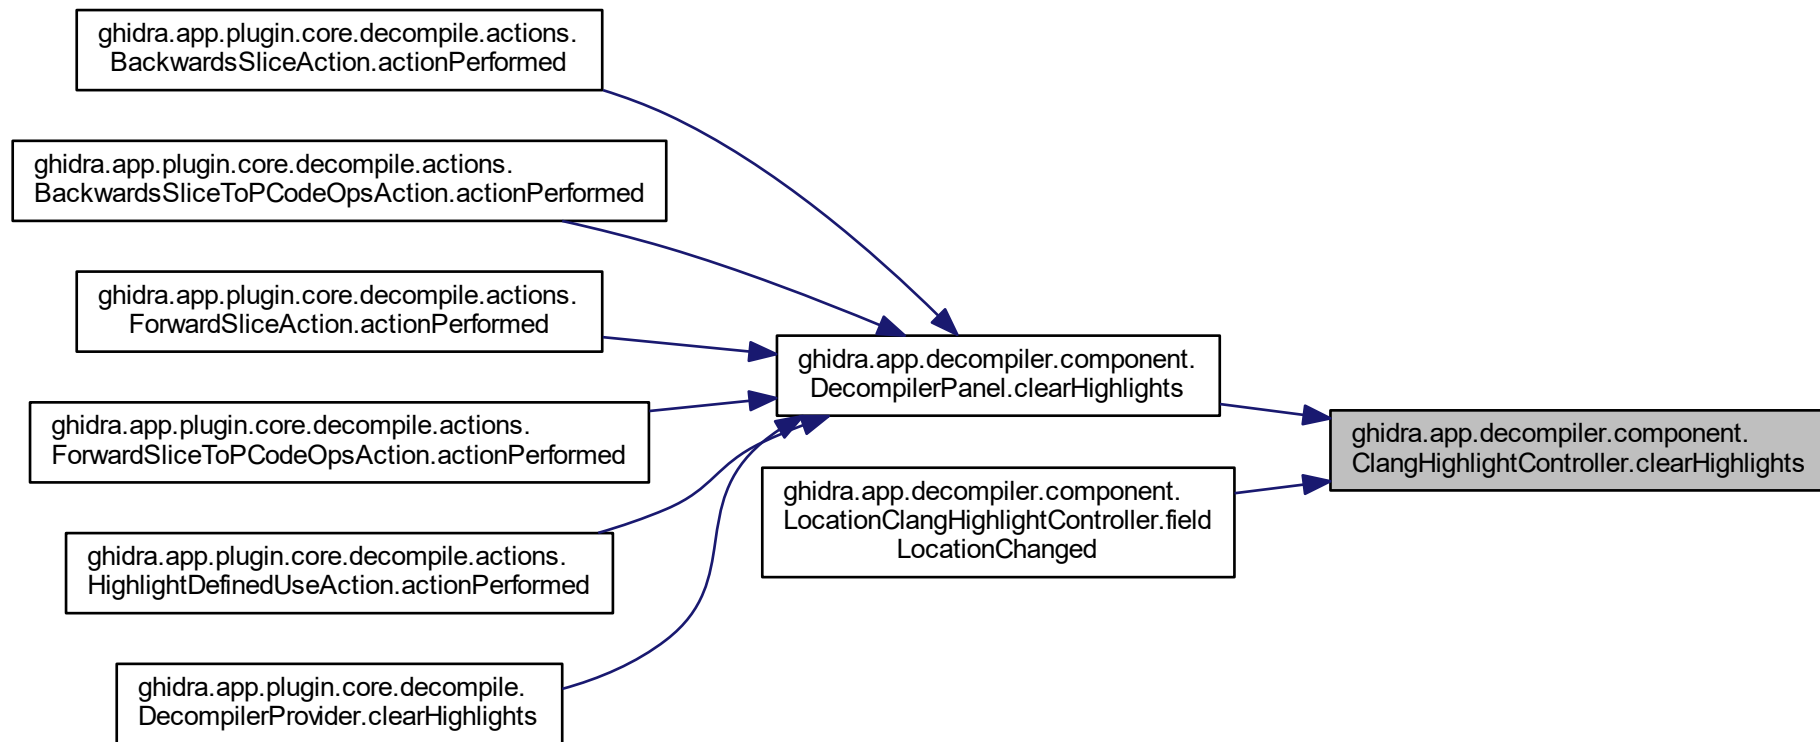 ghidra.app.plugin.core.decompile.actions.
BackwardsSliceAction.actionPerformed
ghidra.app.plugin.core.decompile.actions.
BackwardsSliceToPCodeOpsAction.actionPerformed
ghidra.app.plugin.core.decompile.actions.
ForwardSliceAction.actionPerformed
ghidra.app.plugin.core.decompile.actions.
ForwardSliceToPCodeOpsAction.actionPerformed
ghidra.app.plugin.core.decompile.actions.
HighlightDefinedUseAction.actionPerformed
ghidra.app.plugin.core.decompile.
DecompilerProvider.clearHighlights
ghidra.app.decompiler.component.
DecompilerPanel.clearHighlights
ghidra.app.decompiler.component.
LocationClangHighlightController.field
LocationChanged
ghidra.app.decompiler.component.
ClangHighlightController.clearHighlights